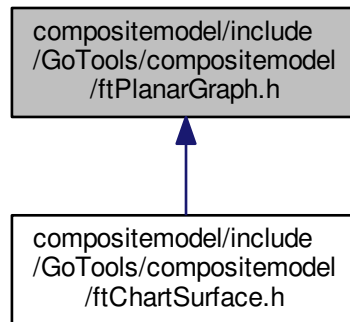 compositemodel/include
/GoTools/compositemodel
/ftPlanarGraph.h
compositemodel/include
/GoTools/compositemodel
/ftChartSurface.h